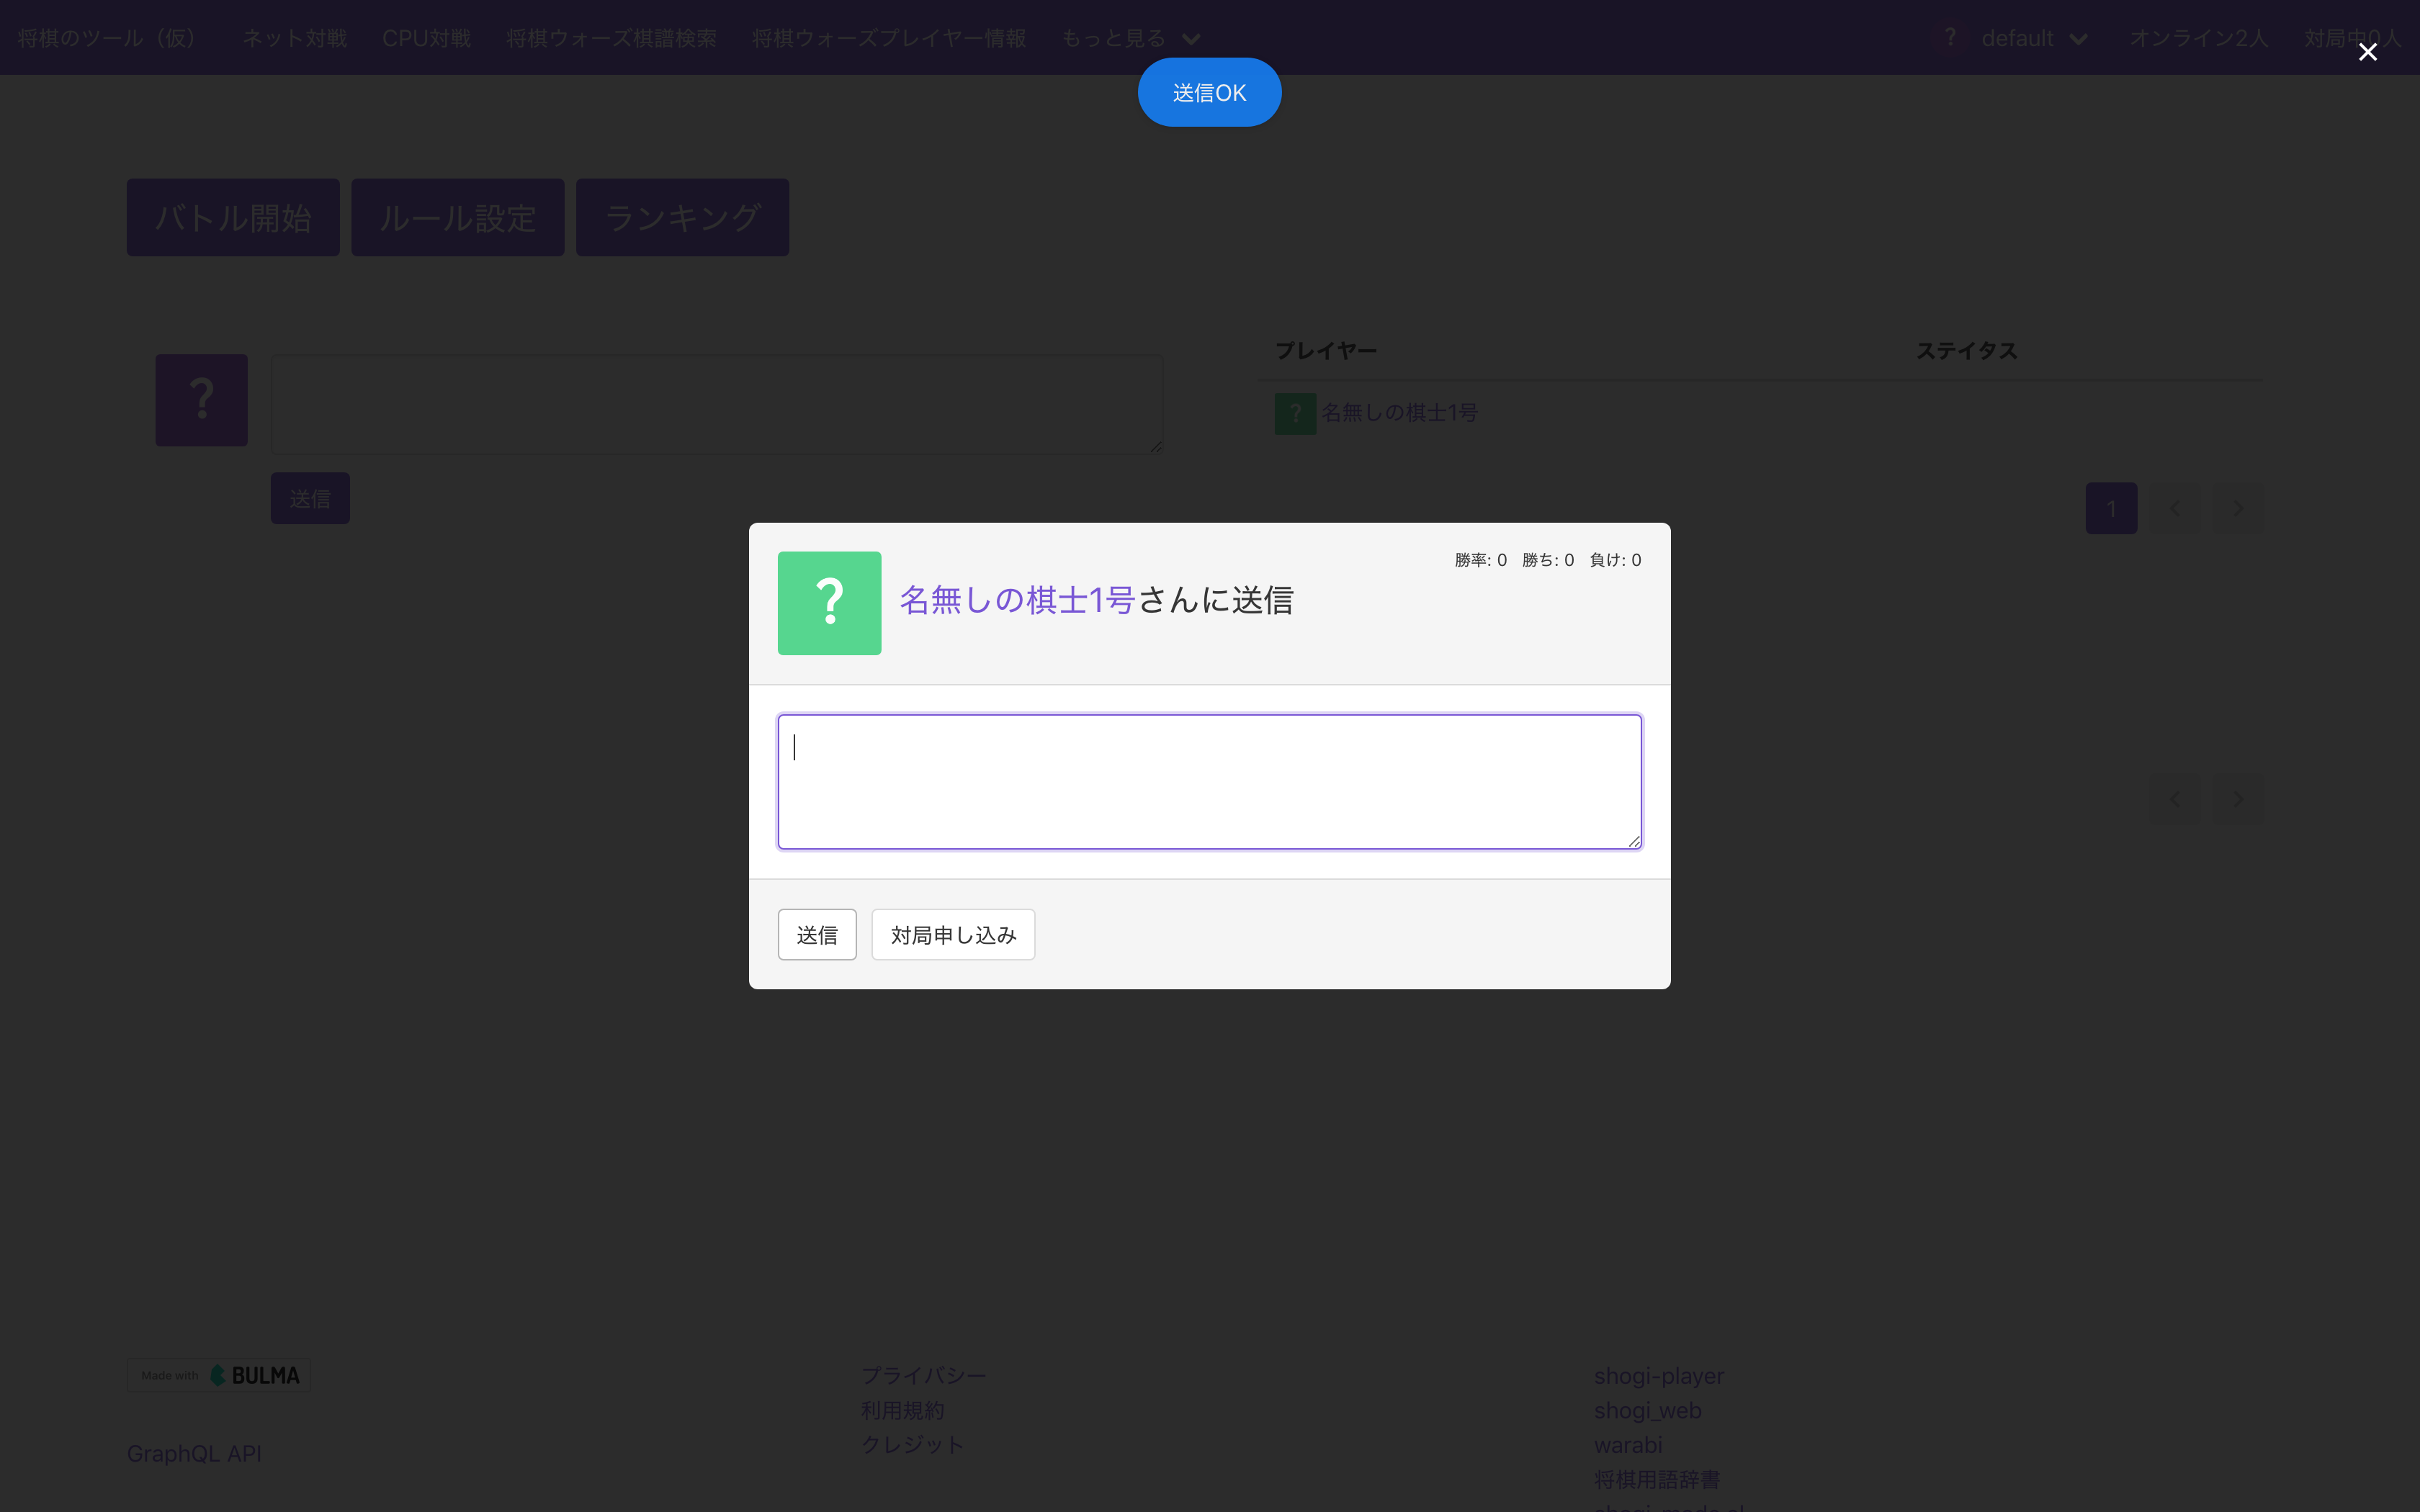 将棋のツール（仮） ネット対戦 CPU対戦 将棋ウォーズ棋譜検索 将棋ウォーズプレイヤー情報 もっと見る ? default オンライン2人 対局中0人
送信OK
バトル開始 ルール設定 ランキング
プレイヤー ステイタス
?
? 名無しの棋士1号
送信
1
勝率: 0 勝ち: 0 負け: 0
? 名無しの棋士1号さんに送信
送信 対局申し込み
Made with BULMA
GraphQL API
プライバシー
利用規約
クレジット
shogi-player
shogi_web
warabi
将棋用語辞書